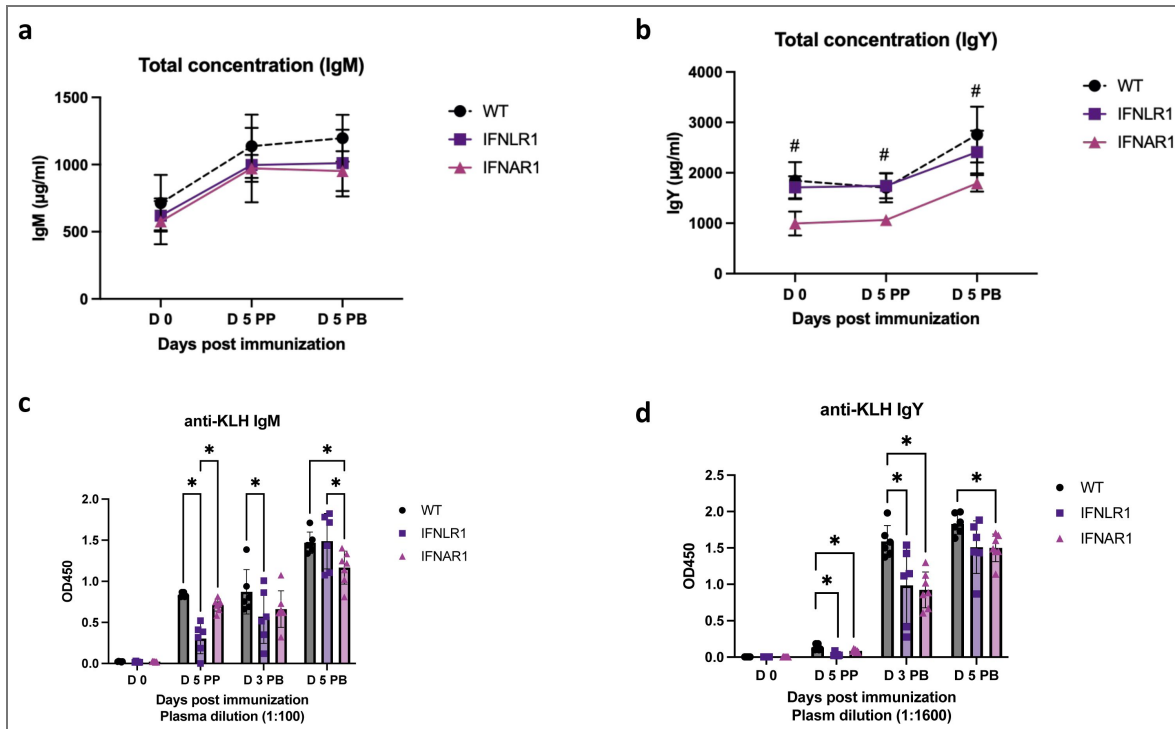 a
Total concentration (IgM)
1500
1000
500
0
IgM (µg/ml)
D 0
D 5 PP
D 5 PB
Days post immunization
WT
IFNLR1
IFNAR1
b
Total concentration (IgY)
4000
3000
2000
1000
0
IgY (µg/ml)
#
#
#
D 0
D 5 PP
D 5 PB
Days post immunization
WT
IFNLR1
IFNAR1
c
anti-KLH IgM
2.0
1.5
1.0
0.5
0.0
OD450
*
*
*
*
*
D 0
D 5 PP
D 3 PB
D 5 PB
Days post immunization
Plasma dilution (1:100)
WT
IFNLR1
IFNAR1
d
anti-KLH IgY
2.5
2.0
1.5
1.0
0.5
0.0
OD450
*
*
*
*
*
D 0
D 5 PP
D 3 PB
D 5 PB
Days post immunization
Plasm dilution (1:1600)
WT
IFNLR1
IFNAR1